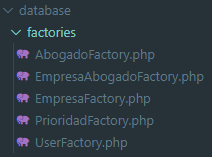 database
factories
AbogadoFactory.php
EmpresaAbogadoFactory.php
EmpresaFactory.php
PrioridadFactory.php
UserFactory.php